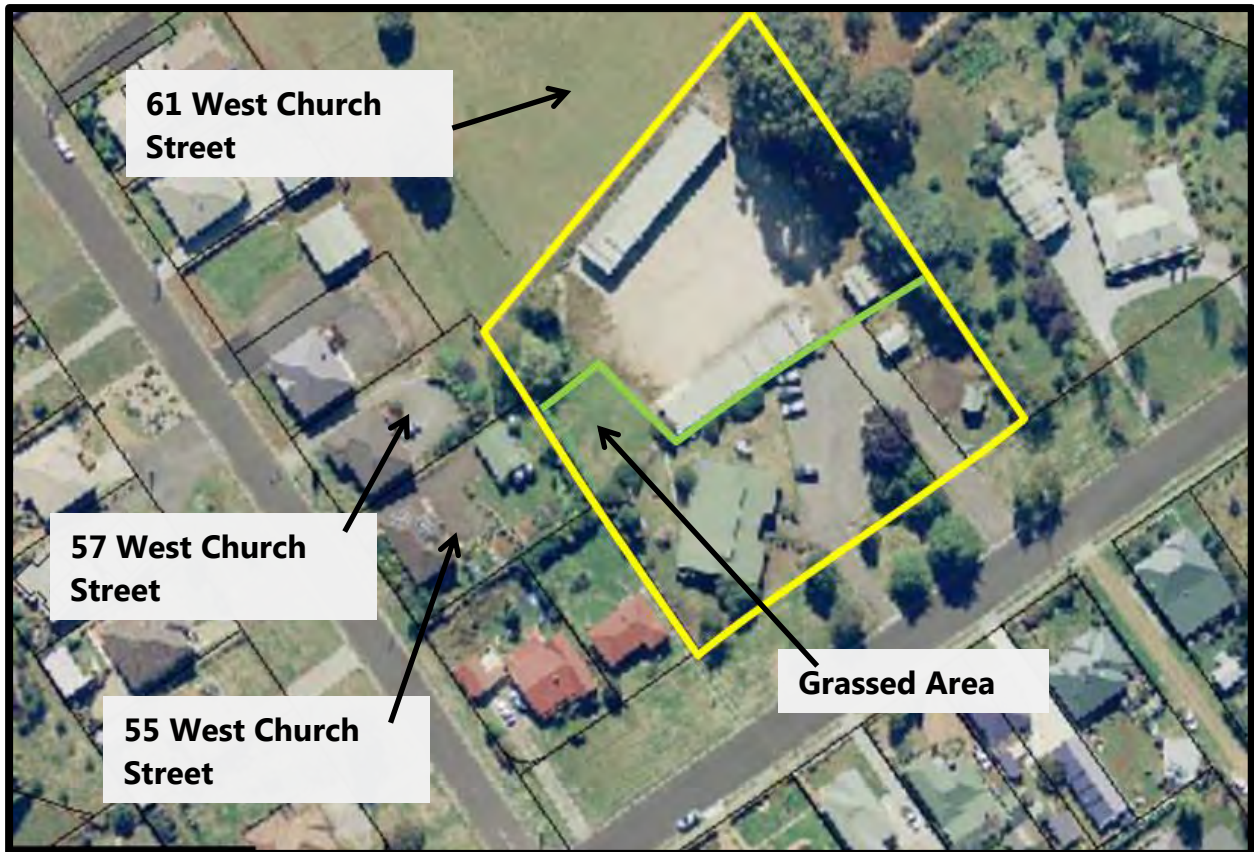 61 West Church
Street
57 West Church
Street
Grassed Area
55 West Church
Street